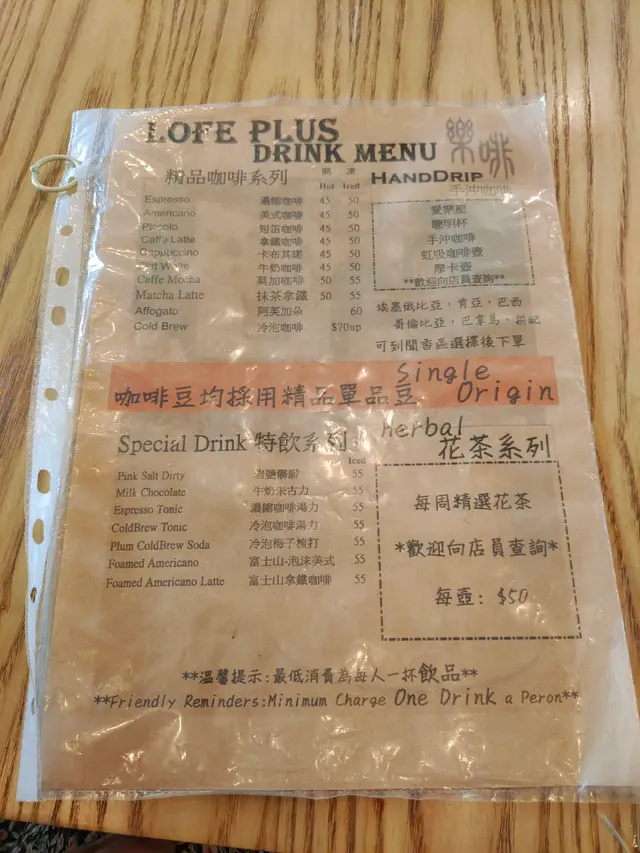 LOFE PLUS
DRINK MENU
樂啡
精品咖啡系列
熱 凍
Hot Iced
Espresso 濃縮咖啡 45 50
Americano 美式咖啡 45 50
Piccolo 短笛咖啡 45 50
Caffe Latte 拿鐵咖啡 45 50
Capuccino 卡布其諾 45 50
Flat White 牛奶咖啡 45 50
Caffe Mocha 莫加咖啡 50 55
Matcha Latte 抹茶拿鐵 50 55
Affogato 阿芙加朵 60
Cold Brew 冷泡咖啡 $70up
HANDDRIP
手沖咖啡
愛樂壓
聰明杯
手沖咖啡
虹吸咖啡壺
摩卡壺
**歡迎向店員查詢**
埃塞俄比亞，肯亞，巴西
哥倫比亞，巴拿馬，拼配
可到聞香區選擇後下單
咖啡豆均採用精品單品豆 Single Origin
Special Drink 特飲系列
Iced
Pink Salt Dirty 岩鹽髒髒 55
Milk Chocolate 牛奶朱古力 55
Espresso Tonic 濃縮咖啡湯力 55
ColdBrew Tonic 冷泡咖啡湯力 55
Plum ColdBrew Soda 冷泡梅子梳打 55
Foamed Americano 富士山-泡沫美式 55
Foamed Americano Latte 富士山拿鐵咖啡 55
herbal
花茶系列
每周精選花茶
*歡迎向店員查詢*
每壺: $50
**溫馨提示:最低消費為每人一杯飲品**
**Friendly Reminders:Minimum Charge One Drink a Peron**